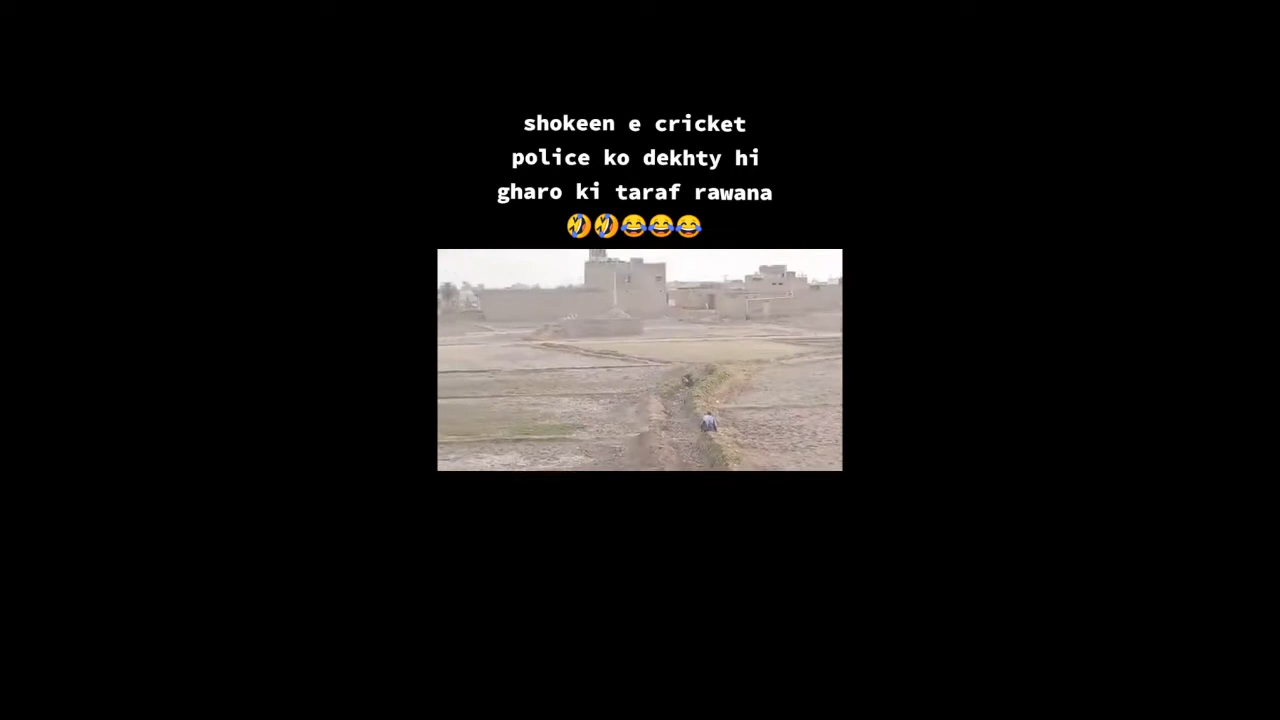 shokeen e cricket
police ko dekhty hi
gharo ki taraf rawana
🤣🤣😂😂😂